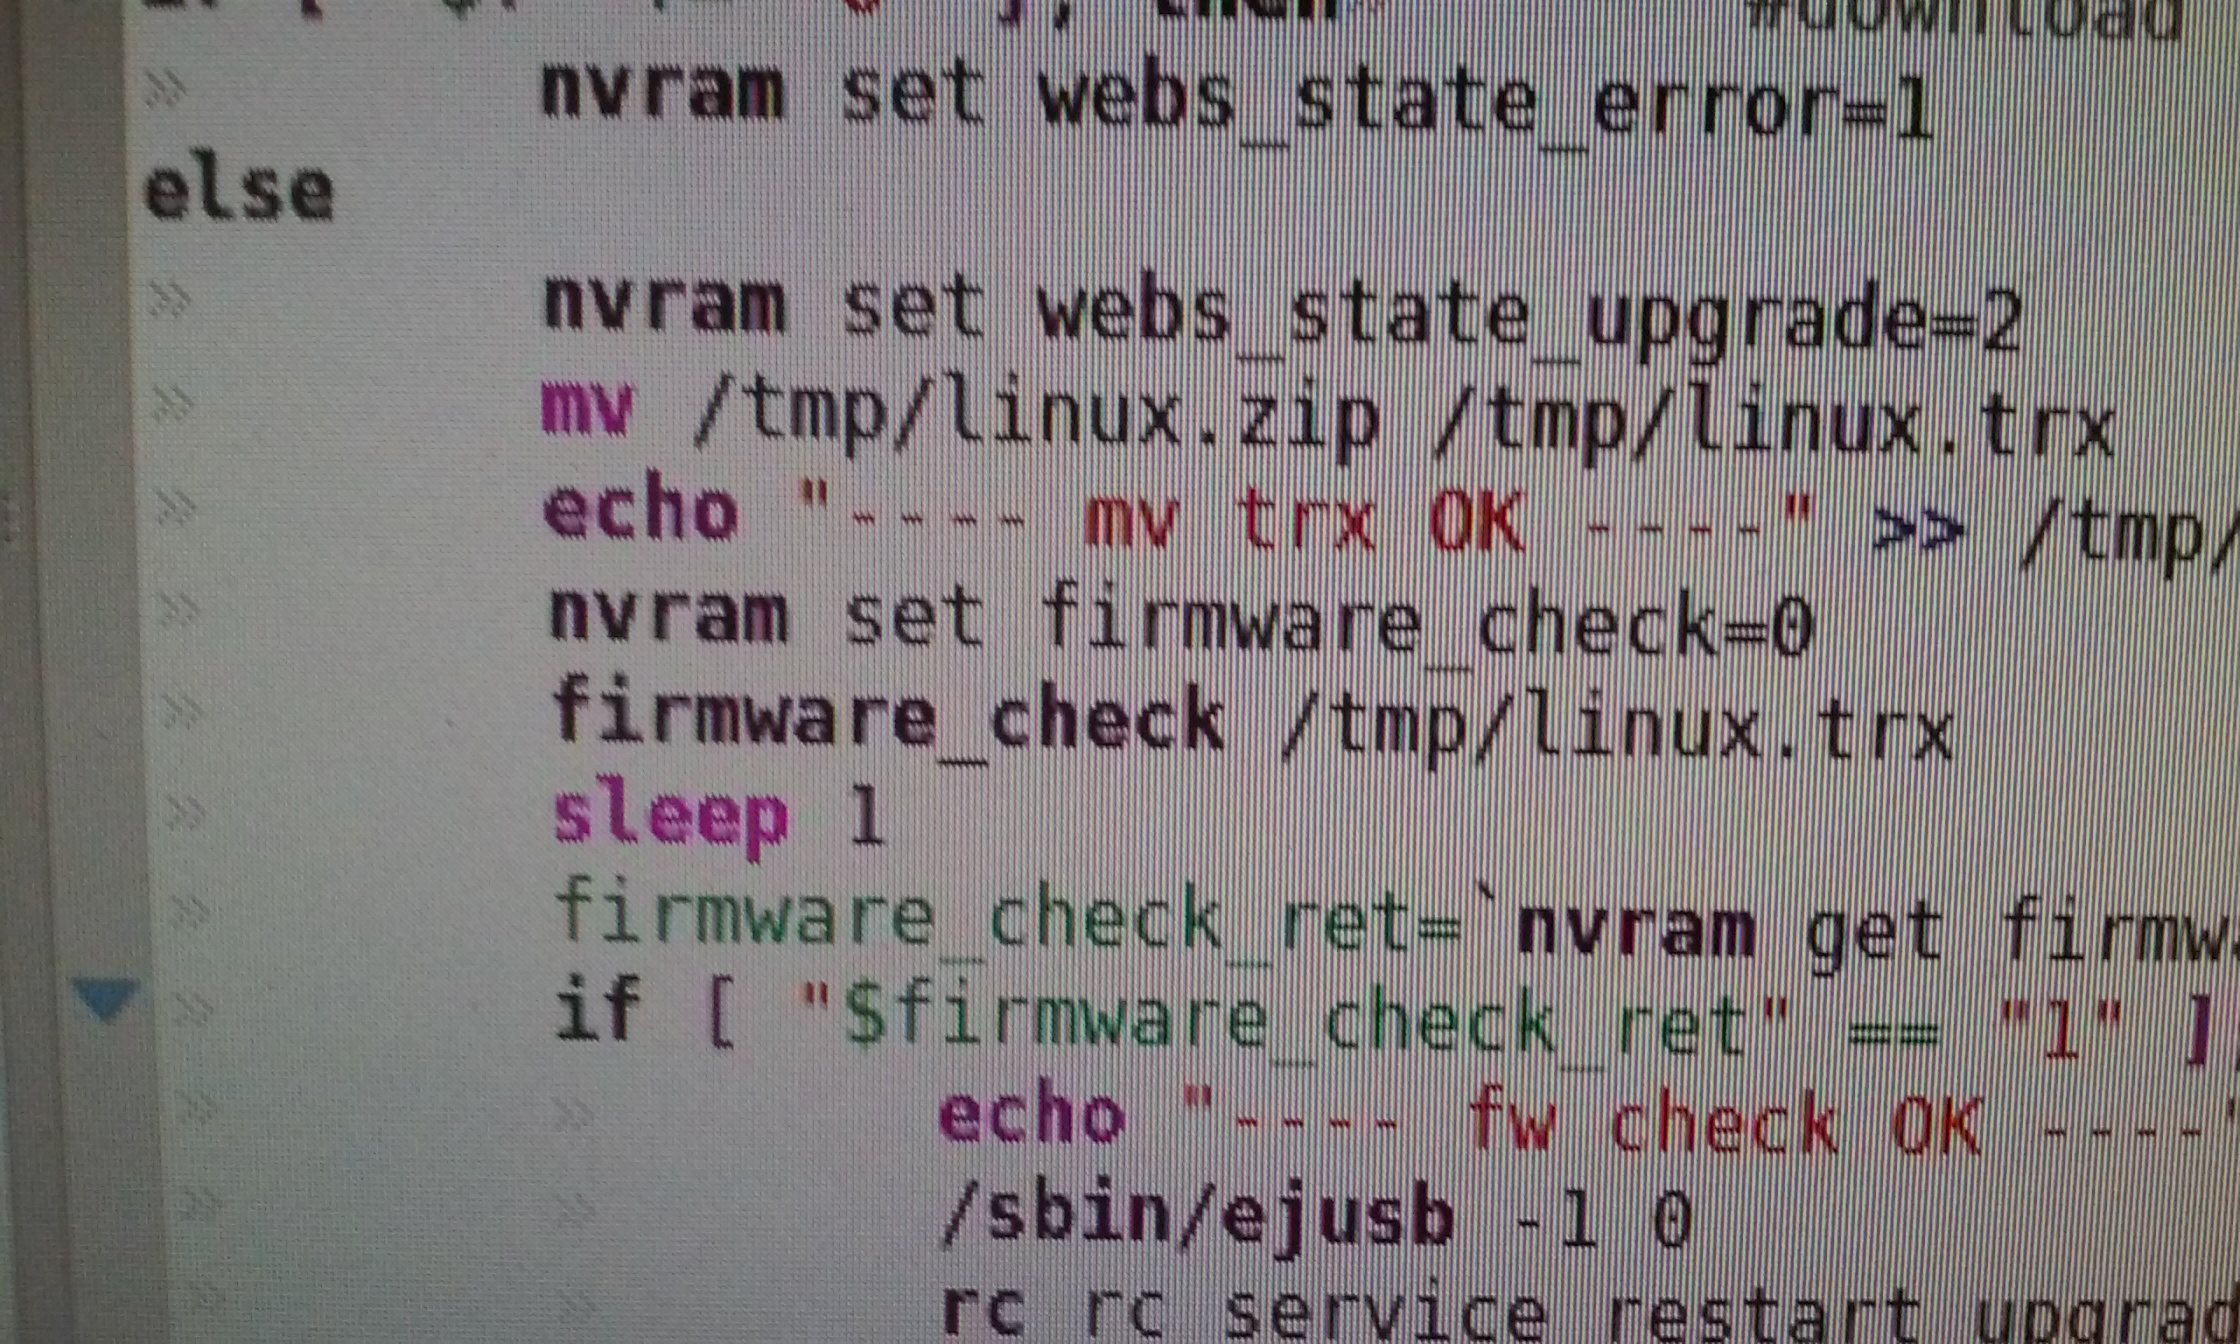 then #download
nvram set webs_state_error=1
else
nvram set webs_state_upgrade=2
mv /tmp/linux.zip /tmp/linux.trx
echo "---- mv trx OK ----" >> /tmp/
nvram set firmware_check=0
firmware_check /tmp/linux.trx
sleep 1
firmware_check_ret=`nvram get firmw
if [ "$firmware_check_ret" == "1" ];
echo "---- fw check OK ----"
/sbin/ejusb -1 0
rc rc_service restart_upgrad